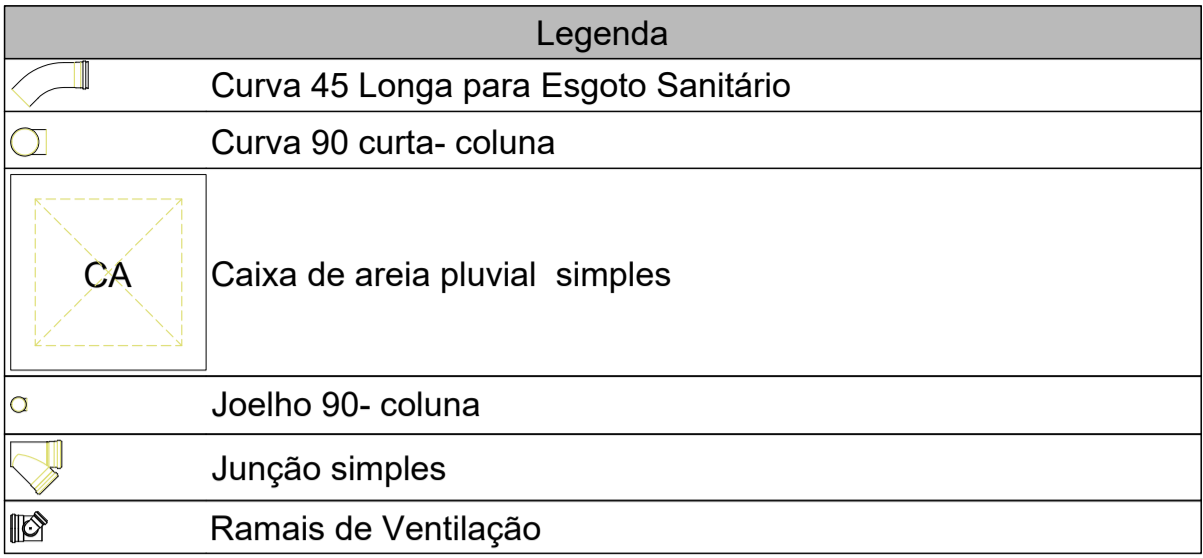 Legenda
Curva 45 Longa para Esgoto Sanitário
Curva 90 curta- coluna
CA
Caixa de areia pluvial  simples
Joelho 90- coluna
Junção simples
Ramais de Ventilação